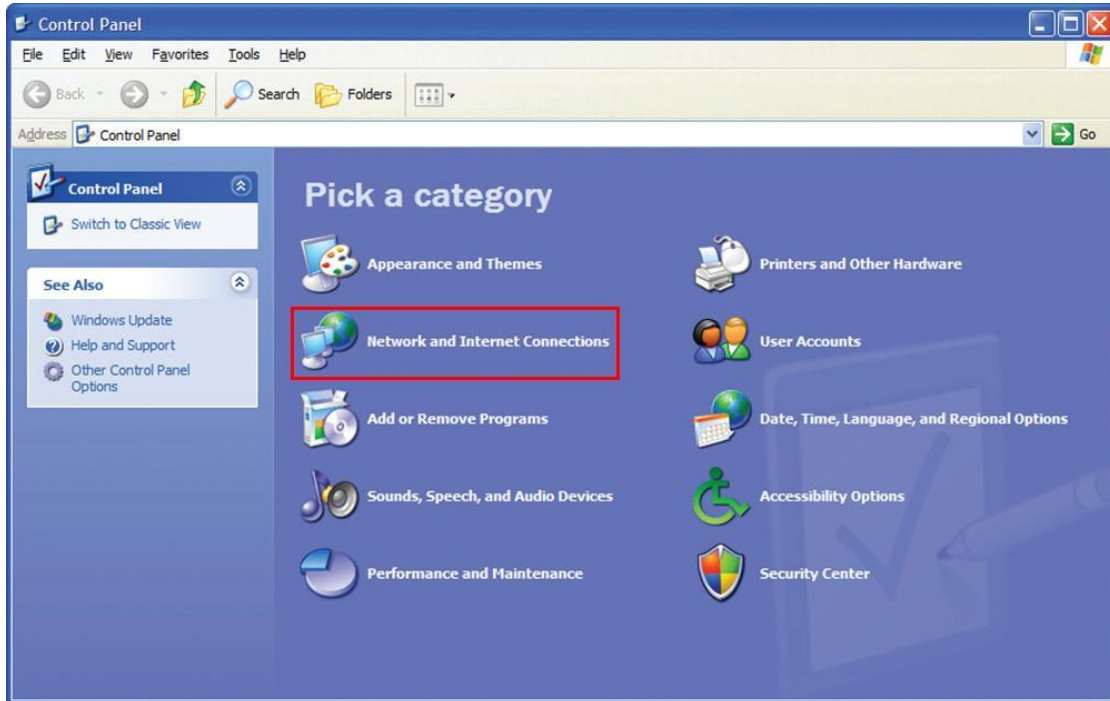 Control Panel
File Edit View Favorites Tools Help
Back Search Folders
Address Control Panel Go
Control Panel
Switch to Classic View
See Also
Windows Update
Help and Support
Other Control Panel
Options
Pick a category
Appearance and Themes
Printers and Other Hardware
Network and Internet Connections
User Accounts
Add or Remove Programs
Date, Time, Language, and Regional Options
Sounds, Speech, and Audio Devices
Accessibility Options
Performance and Maintenance
Security Center